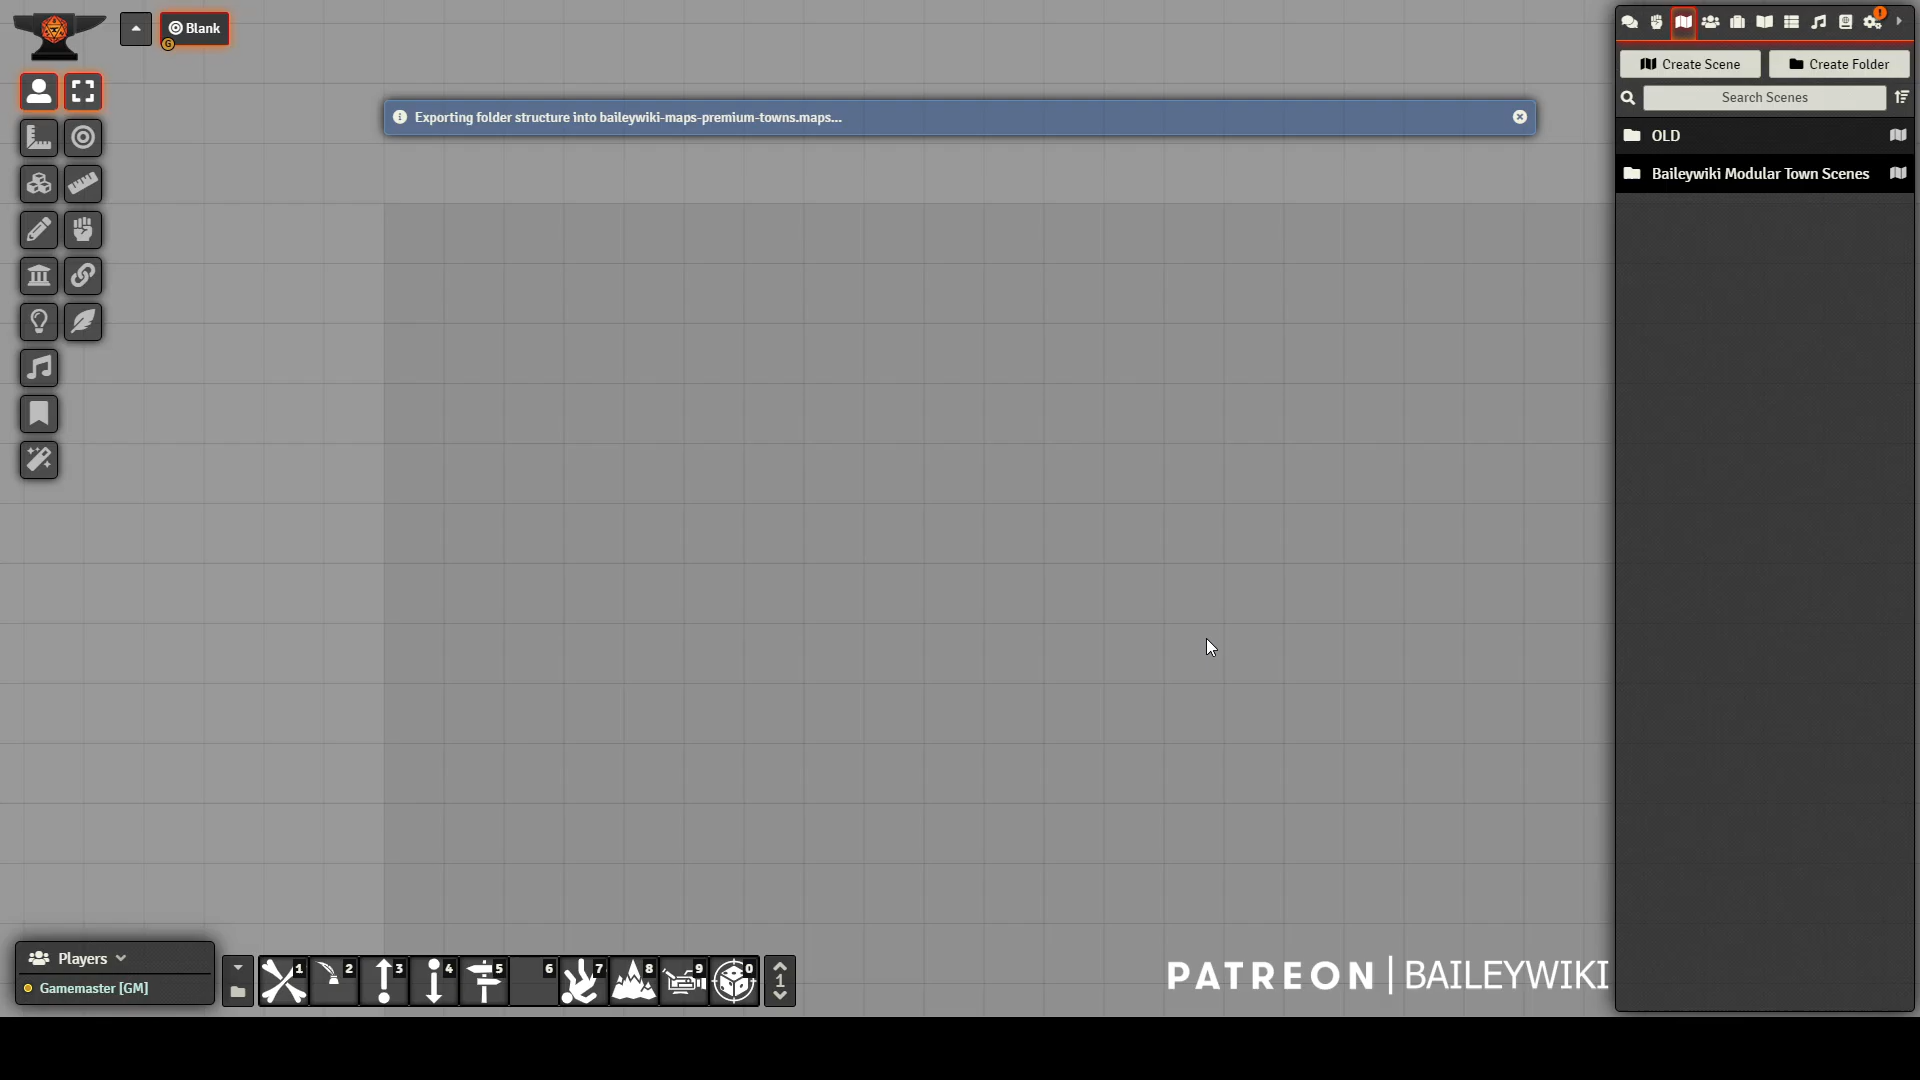 Blank
G
Exporting folder structure into baileywiki-maps-premium-towns.maps...
Create Scene
Create Folder
Search Scenes
OLD
Baileywiki Modular Town Scenes
Players
Gamemaster [GM]
1 2 3 4 5 6 7 8 9 0
1
PATREON | BAILEYWIKI